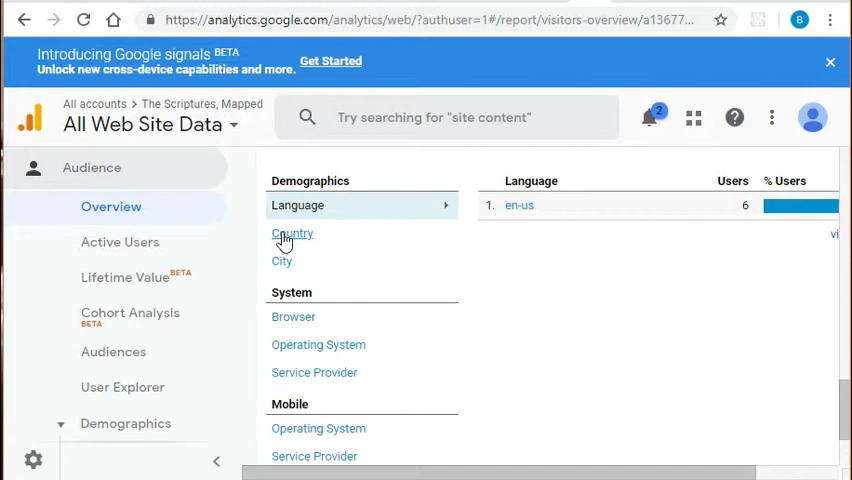 https://analytics.google.com/analytics/web/?authuser=1#/report/visitors-overview/a13677...
B
Introducing Google signals BETA
Get Started
Unlock new cross-device capabilities and more.
All accounts > The Scriptures, Mapped
All Web Site Data
Try searching for "site content"
2
Audience
Overview
Active Users
Lifetime Value BETA
Cohort Analysis
BETA
Audiences
User Explorer
Demographics
Demographics
Language
Country
City
System
Browser
Operating System
Service Provider
Mobile
Operating System
Service Provider
Language Users % Users
1. en-us 6
vi